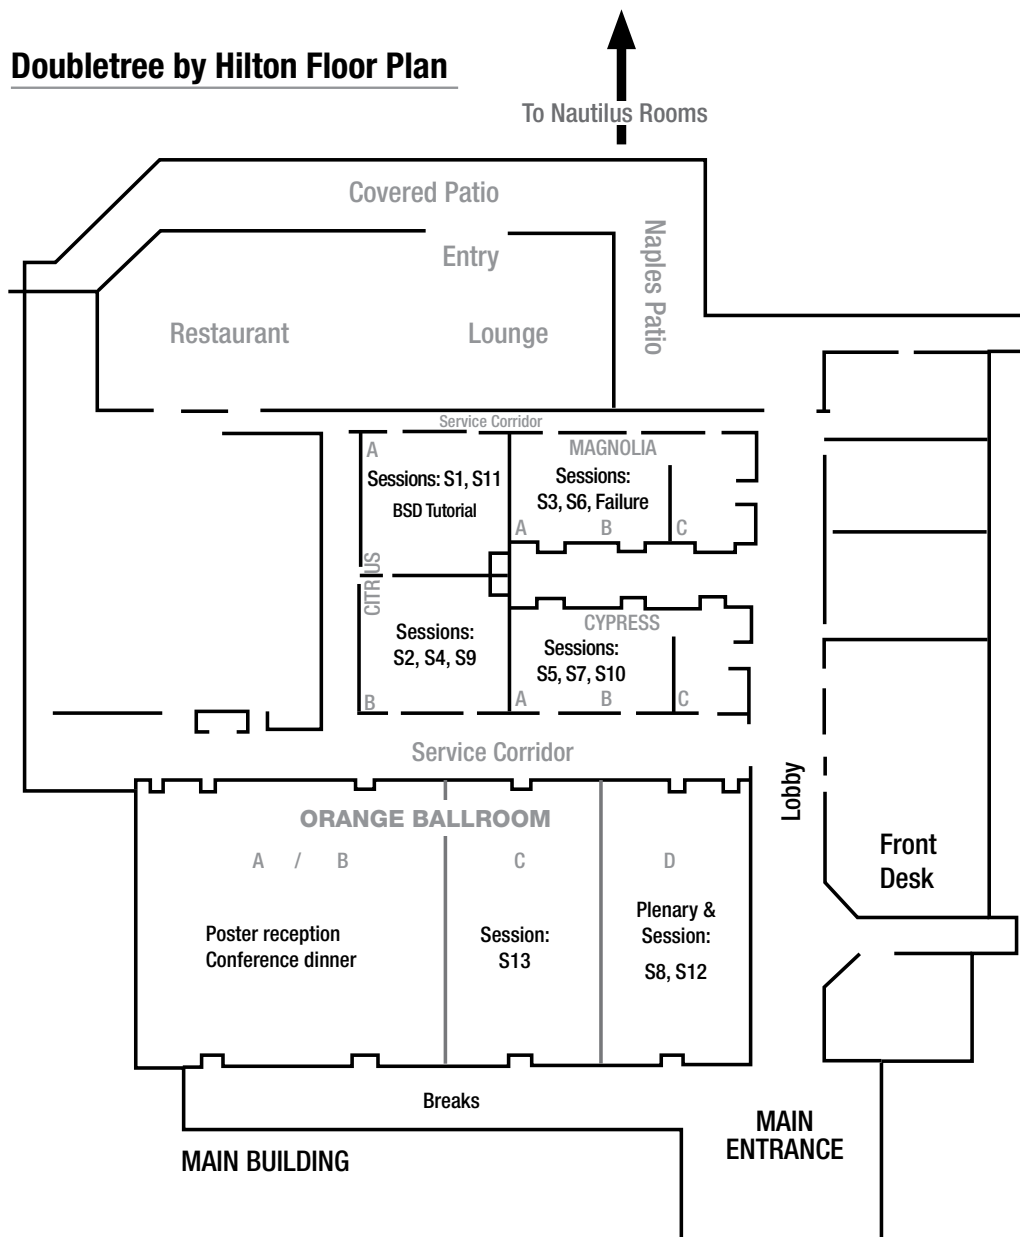 Doubletree by Hilton Floor Plan
To Nautilus Rooms
Covered Patio
Naples Patio
Entry
Restaurant
Lounge
Service Corridor
A
Sessions: S1, S11
BSD Tutorial
MAGNOLIA
Sessions:
S3, S6, Failure
A
B
C
CITRIUS
Sessions:
S2, S4, S9
B
CYPRESS
Sessions:
S5, S7, S10
A
B
C
Service Corridor
Lobby
ORANGE BALLROOM
A / B
C
D
Front
Desk
Poster reception
Conference dinner
Session:
S13
Plenary &
Session:
S8, S12
Breaks
MAIN
ENTRANCE
MAIN BUILDING